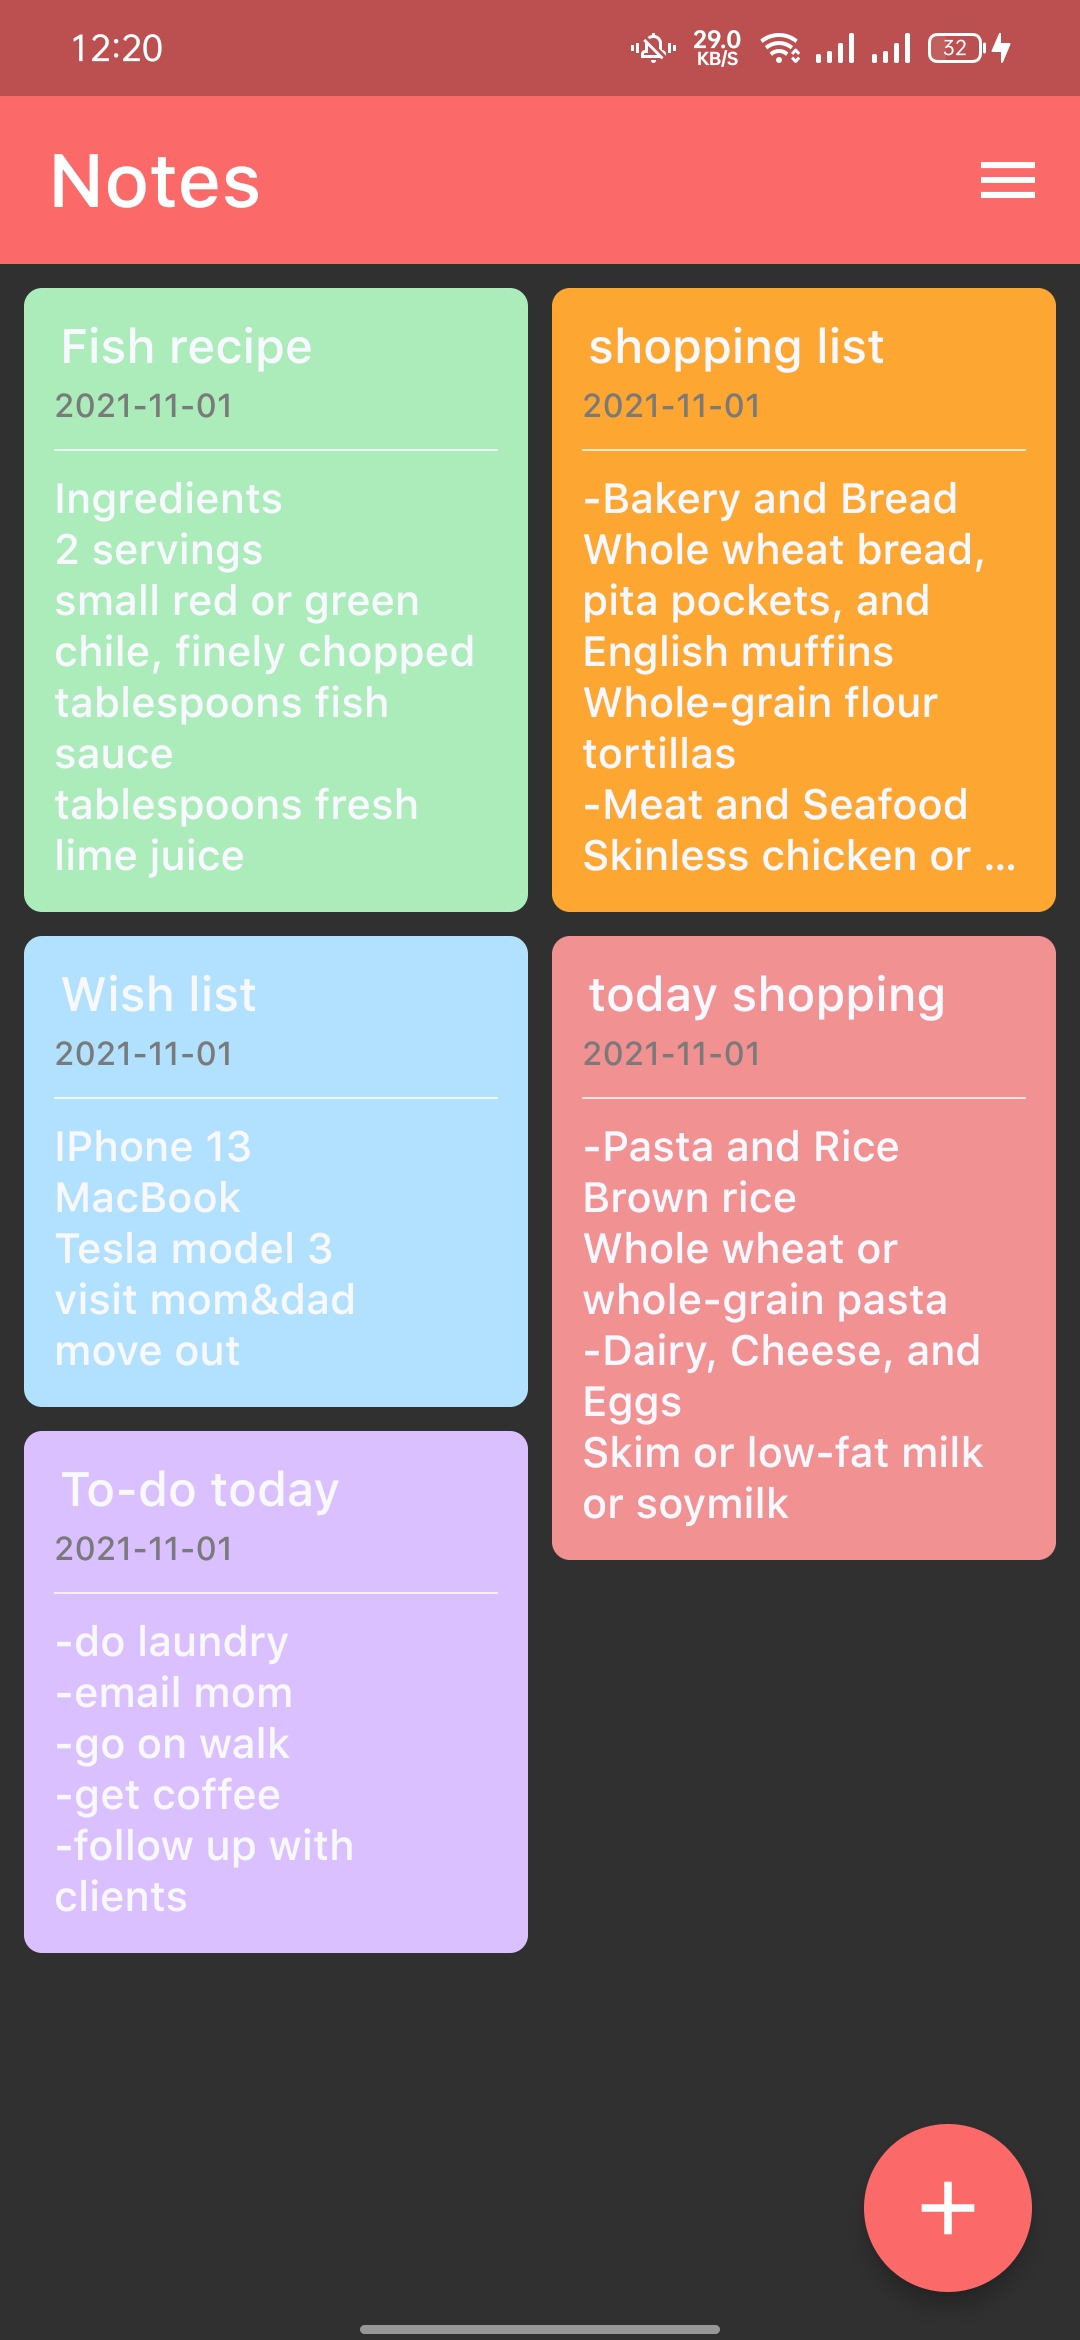 12:20
29.0
KB/S
32
Notes
Fish recipe
2021-11-01
Ingredients
2 servings
small red or green
chile, finely chopped
tablespoons fish
sauce
tablespoons fresh
lime juice
shopping list
2021-11-01
-Bakery and Bread
Whole wheat bread,
pita pockets, and
English muffins
Whole-grain flour
tortillas
-Meat and Seafood
Skinless chicken or ...
Wish list
2021-11-01
IPhone 13
MacBook
Tesla model 3
visit mom&dad
move out
today shopping
2021-11-01
-Pasta and Rice
Brown rice
Whole wheat or
whole-grain pasta
-Dairy, Cheese, and
Eggs
Skim or low-fat milk
or soymilk
To-do today
2021-11-01
-do laundry
-email mom
-go on walk
-get coffee
-follow up with
clients